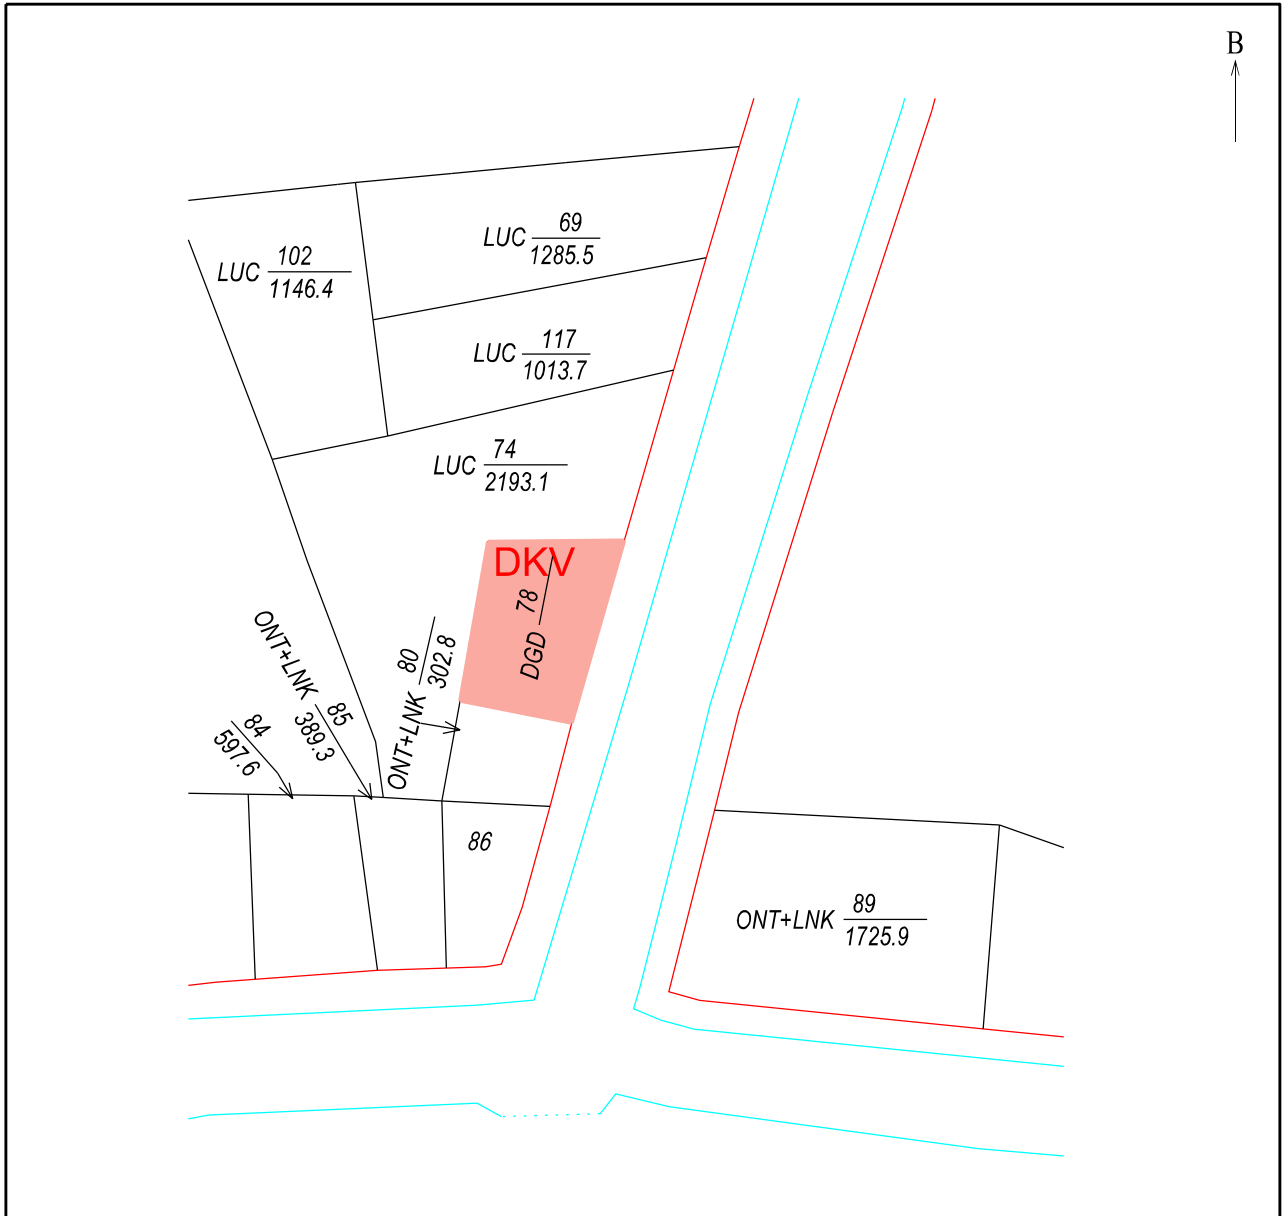 B
LUC 69
1285.5
LUC 102
1146.4
LUC 117
1013.7
LUC 74
2193.1
DKV
DGD 78
ONT+LNK 80
302.8
ONT+LNK 85
389.3
84
597.6
86
ONT+LNK 89
1725.9